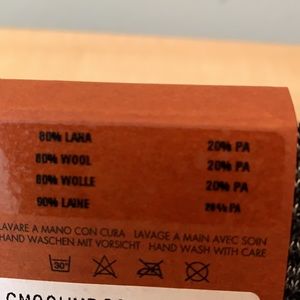 80% LANA 20% PA
80% WOOL 20% PA
80% WOLLE 20% PA
90% LAINE 20% PA
LAVARE A MANO CON CURA LAVAGE A MAIN AVEC SOIN
HAND WASCHEN MIT VORSICHT HAND WASH WITH CARE
30°